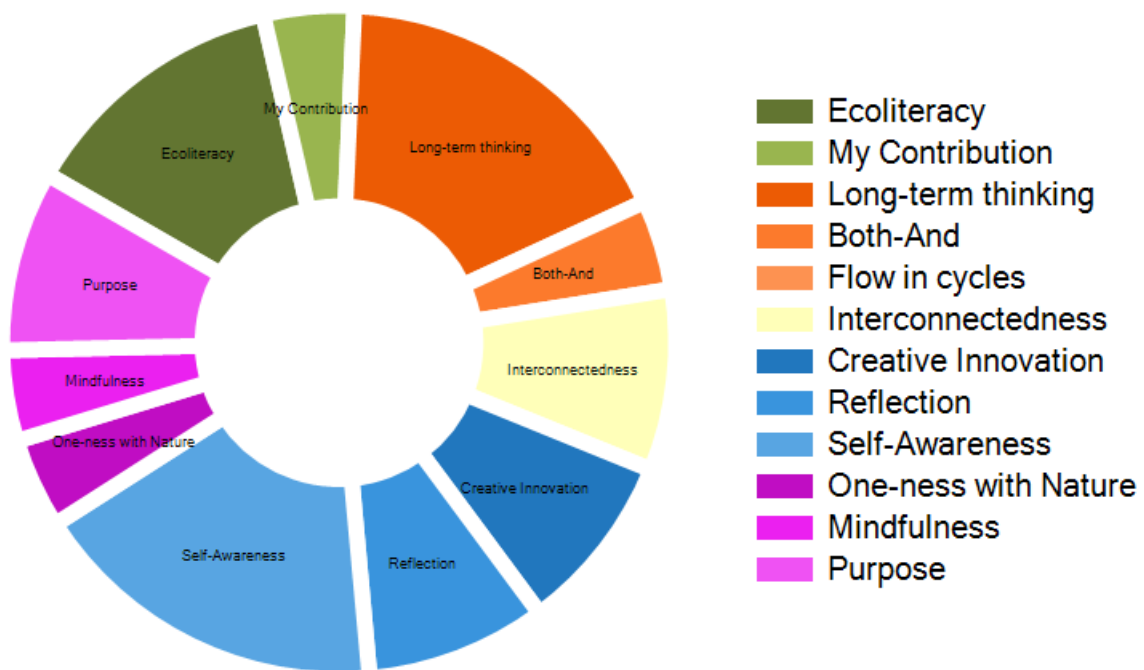 My Contribution
Ecoliteracy
Long-term thinking
Both-And
Purpose
Interconnectedness
Mindfulness
One-ness with Nature
Creative Innovation
Self-Awareness
Reflection
Ecoliteracy
My Contribution
Long-term thinking
Both-And
Flow in cycles
Interconnectedness
Creative Innovation
Reflection
Self-Awareness
One-ness with Nature
Mindfulness
Purpose